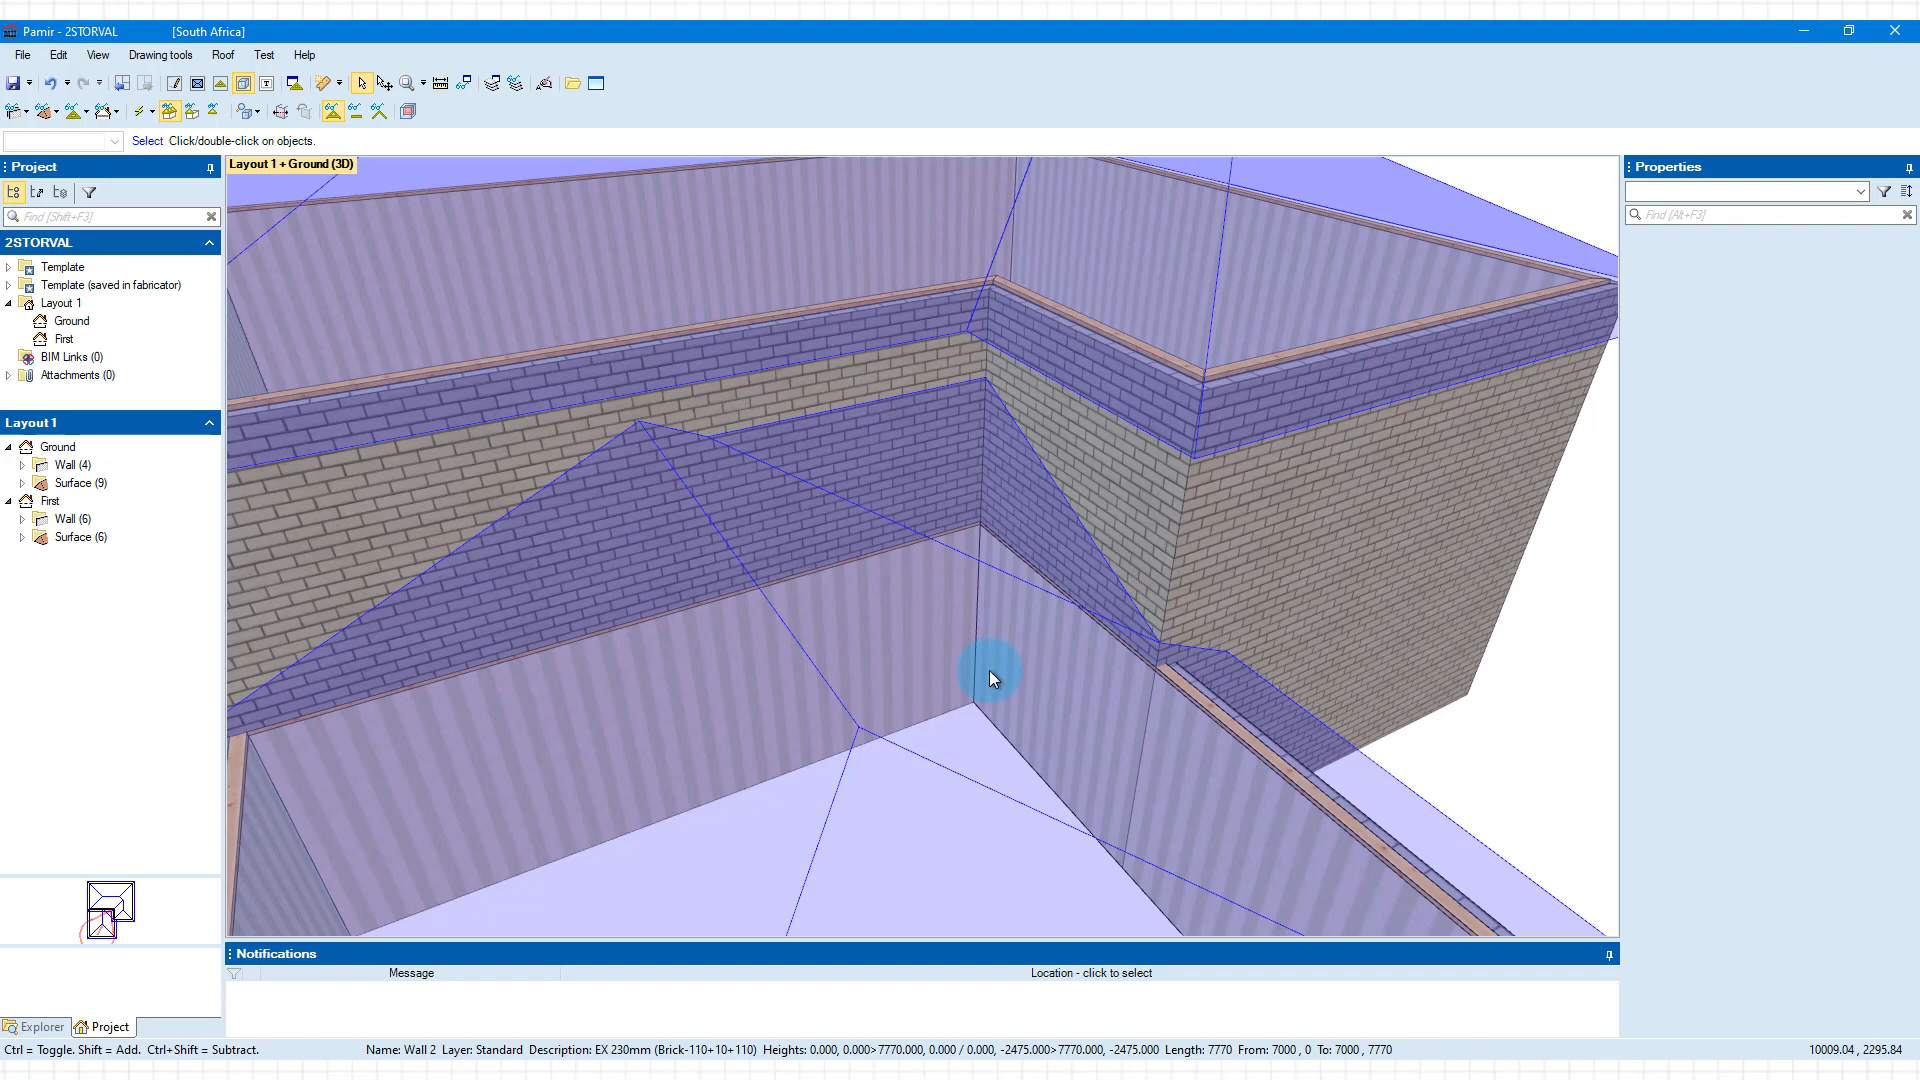 Pamir - 2STORVAL [South Africa]
File Edit View Drawing tools Roof Test Help
Select Click/double-click on objects.
Project
Find [Shift+F3]
2STORVAL
Template
Template (saved in fabricator)
Layout 1
Ground
First
BIM Links (0)
Attachments (0)
Layout 1
Ground
Wall (4)
Surface (9)
First
Wall (6)
Surface (6)
Explorer Project
Layout 1 + Ground (3D)
Properties
Find [Alt+F3]
Notifications
Message Location - click to select
Ctrl = Toggle. Shift = Add. Ctrl+Shift = Subtract. Name: Wall 2 Layer: Standard Description: EX 230mm (Brick-110+10+110) Heights: 0.000, 0.000>7770.000, 0.000 / 0.000, -2475.000>7770.000, -2475.000 Length: 7770 From: 7000 , 0 To: 7000 , 7770 10009.04 , 2295.84